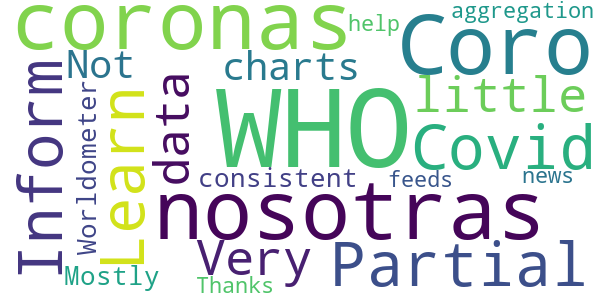 coronas
help
aggregation
Coro
Not
charts
Inform
Worldometer
Learn
data
WHO
little
Covid
consistent
feeds
news
nosotras
Very
Partial
Mostly
Thanks